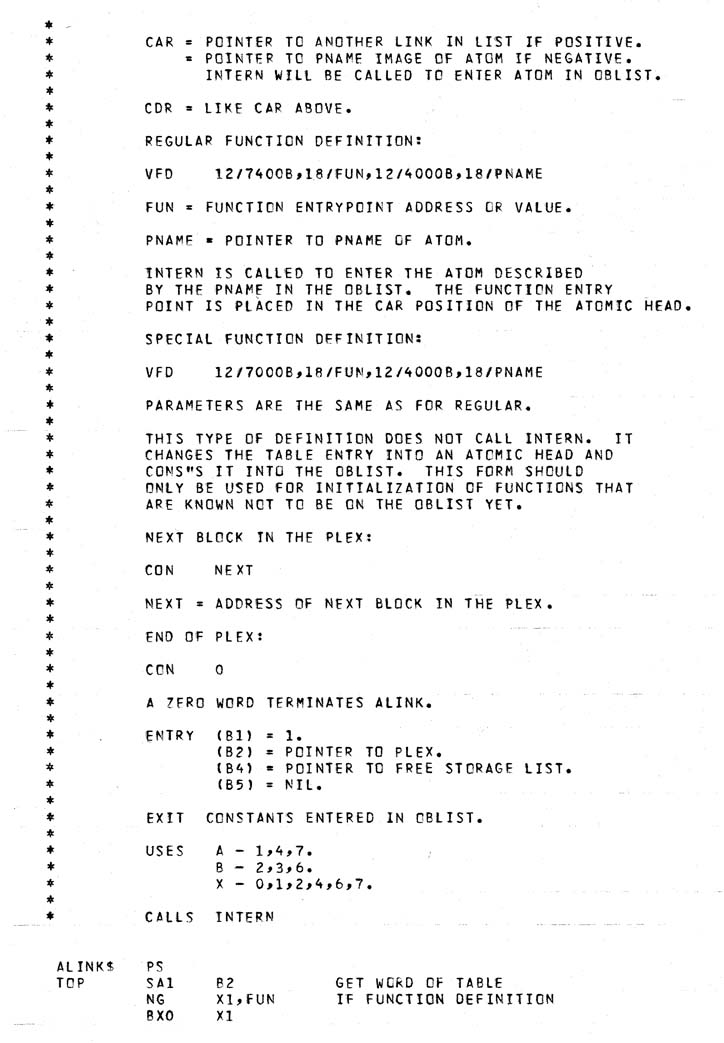 *
* CAR = POINTER TO ANOTHER LINK IN LIST IF POSITIVE.
* = POINTER TO PNAME IMAGE OF ATOM IF NEGATIVE.
* INTERN WILL BE CALLED TO ENTER ATOM IN OBLIST.
*
* CDR = LIKE CAR ABOVE.
*
* REGULAR FUNCTION DEFINITION:
*
* VFD 12/7400B,18/FUN,12/4000B,18/PNAME
*
* FUN = FUNCTION ENTRYPOINT ADDRESS OR VALUE.
*
* PNAME = POINTER TO PNAME OF ATOM.
*
* INTERN IS CALLED TO ENTER THE ATOM DESCRIBED
* BY THE PNAME IN THE OBLIST. THE FUNCTION ENTRY
* POINT IS PLACED IN THE CAR POSITION OF THE ATOMIC HEAD.
*
* SPECIAL FUNCTION DEFINITION:
*
* VFD 12/7000B,18/FUN,12/4000B,18/PNAME
*
* PARAMETERS ARE THE SAME AS FOR REGULAR.
*
* THIS TYPE OF DEFINITION DOES NOT CALL INTERN. IT
* CHANGES THE TABLE ENTRY INTO AN ATOMIC HEAD AND
* CONS"S IT INTO THE OBLIST. THIS FORM SHOULD
* ONLY BE USED FOR INITIALIZATION OF FUNCTIONS THAT
* ARE KNOWN NOT TO BE ON THE OBLIST YET.
*
* NEXT BLOCK IN THE PLEX:
*
* CON NEXT
*
* NEXT = ADDRESS OF NEXT BLOCK IN THE PLEX.
*
* END OF PLEX:
*
* CON 0
*
* A ZERO WORD TERMINATES ALINK.
*
* ENTRY (B1) = 1.
* (B2) = POINTER TO PLEX.
* (B4) = POINTER TO FREE STORAGE LIST.
* (B5) = NIL.
*
* EXIT CONSTANTS ENTERED IN OBLIST.
*
* USES A - 1,4,7.
* B - 2,3,6.
* X - 0,1,2,4,6,7.
*
* CALLS INTERN
ALINK$ PS
TOP SA1 B2 GET WORD OF TABLE
NG X1,FUN IF FUNCTION DEFINITION
BX0 X1